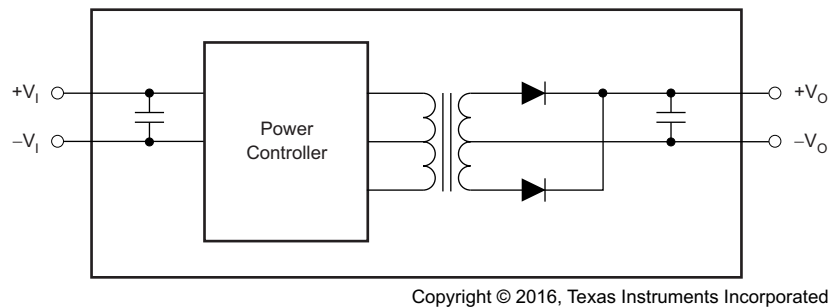 +V_I
+V_O
Power
Controller
–V_I
–V_O
Copyright © 2016, Texas Instruments Incorporated